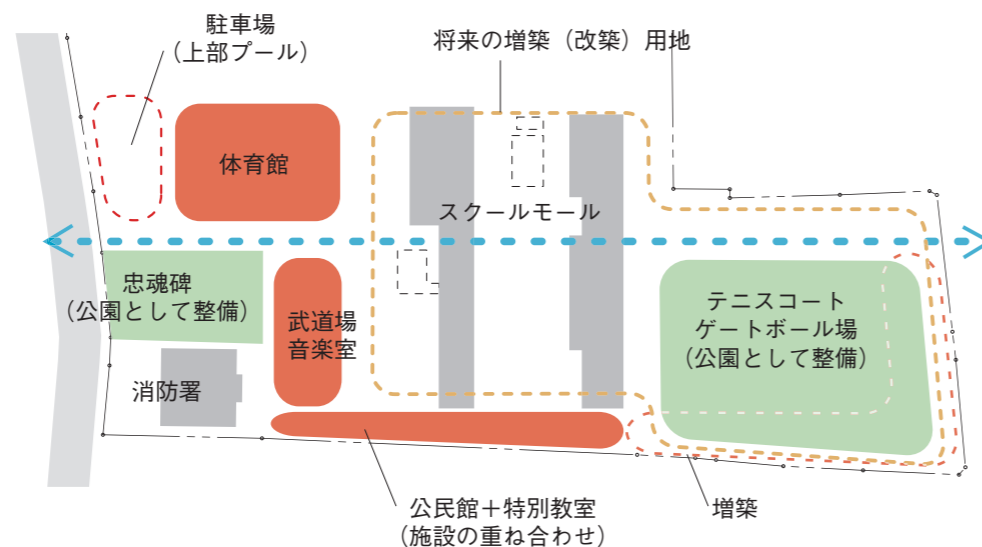 駐車場
（上部プール）
将来の増築（改築）用地
体育館
スクールモール
忠魂碑
（公園として整備）
武道場
音楽室
テニスコート
ゲートボール場
（公園として整備）
消防署
公民館＋特別教室
（施設の重ね合わせ）
増築